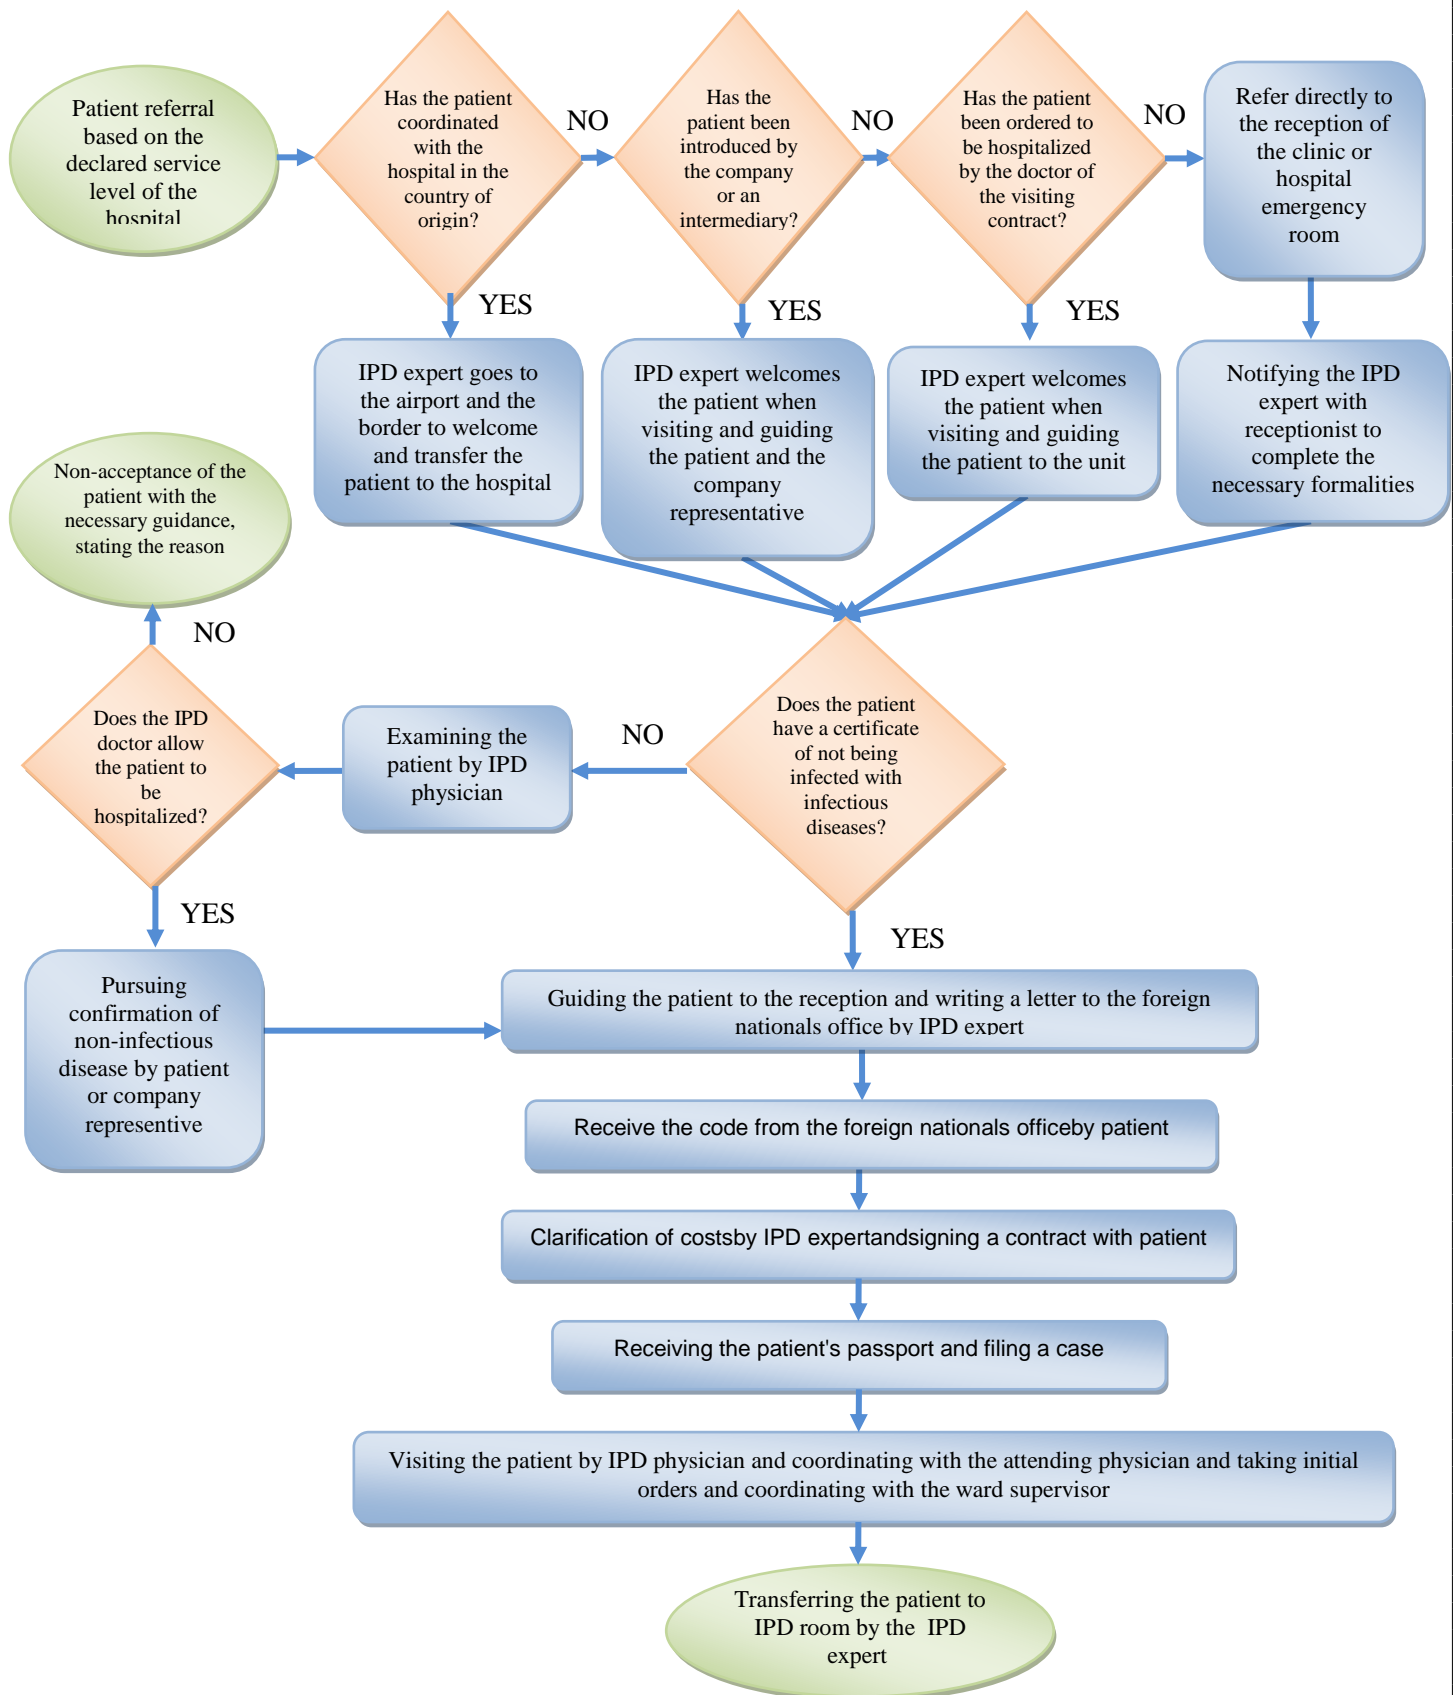 Patient referral
based on the
declared service
level of the
hospital
Has the patient
coordinated
with the
hospital in the
country of
origin?
NO
Has the
patient been
introduced by
the company
or an
intermediary?
NO
Has the patient
been ordered to
be hospitalized
by the doctor of
the visiting
contract?
NO
Refer directly to
the reception of
the clinic or
hospital
emergency
room
YES
YES
YES
IPD expert goes to
the airport and the
border to welcome
and transfer the
patient to the hospital
IPD expert welcomes
the patient when
visiting and guiding
the patient and the
company
representative
IPD expert welcomes
the patient when
visiting and guiding
the patient to the unit
Notifying the IPD
expert with
receptionist to
complete the
necessary formalities
Non-acceptance of the
patient with the
necessary guidance,
stating the reason
NO
Does the IPD
doctor allow
the patient to
be
hospitalized?
Examining the
patient by IPD
physician
NO
Does the patient
have a certificate
of not being
infected with
infectious
diseases?
YES
YES
Pursuing
confirmation of
non-infectious
disease by patient
or company
representive
Guiding the patient to the reception and writing a letter to the foreign
nationals office by IPD expert
Receive the code from the foreign nationals officeby patient
Clarification of costsby IPD expertandsigning a contract with patient
Receiving the patient's passport and filing a case
Visiting the patient by IPD physician and coordinating with the attending physician and taking initial
orders and coordinating with the ward supervisor
Transferring the patient to
IPD room by the IPD
expert